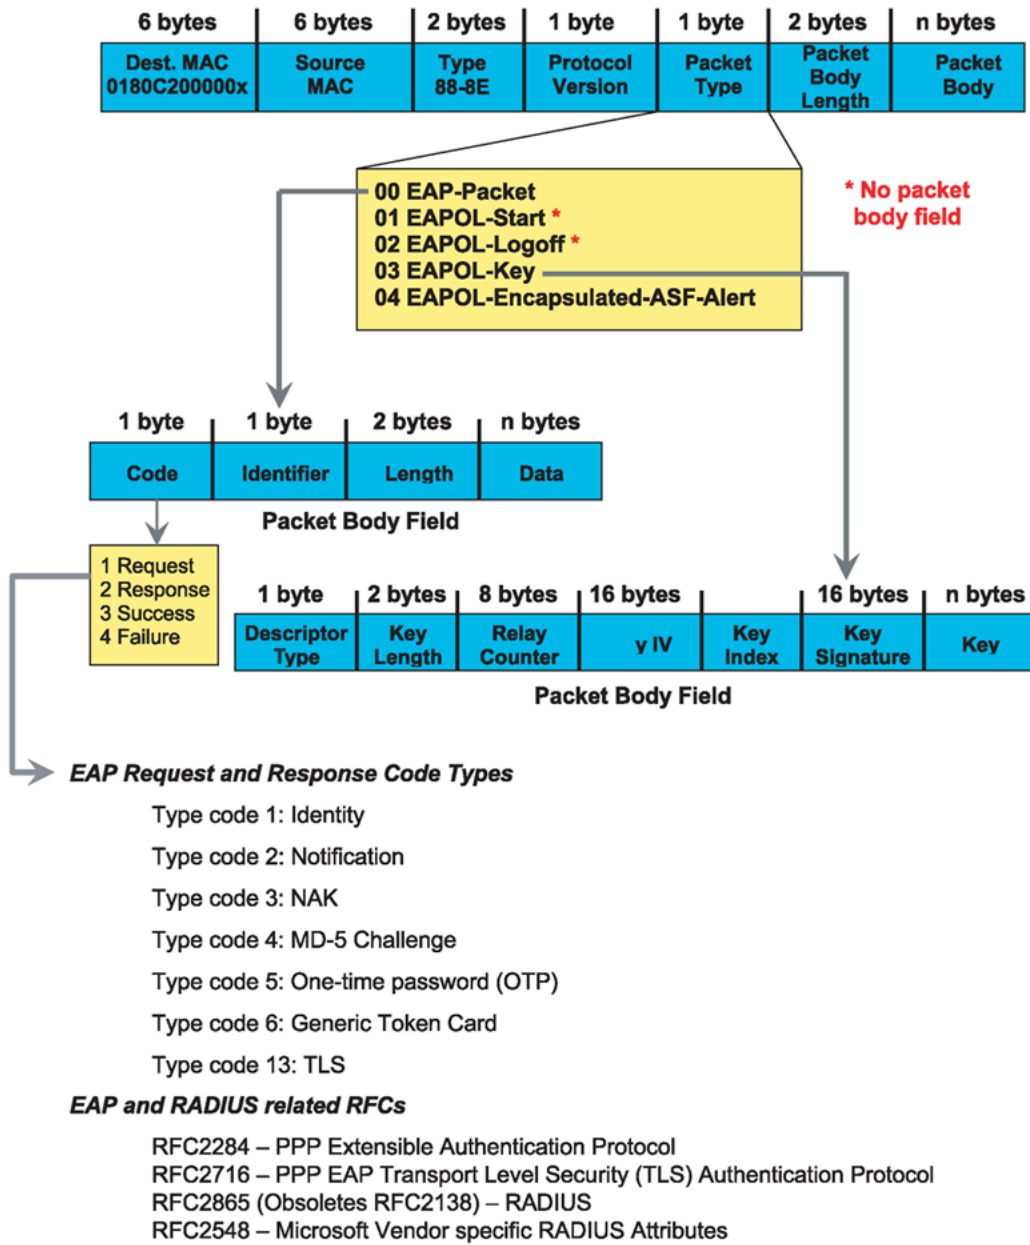 6 bytes 6 bytes 2 bytes 1 byte 1 byte 2 bytes n bytes
Dest. MAC 0180C200000x
Source MAC
Type 88-8E
Protocol Version
Packet Type
Packet Body Length
Packet Body
00 EAP-Packet
01 EAPOL-Start *
02 EAPOL-Logoff *
03 EAPOL-Key
04 EAPOL-Encapsulated-ASF-Alert
* No packet
body field
1 byte 1 byte 2 bytes n bytes
Code Identifier Length Data
Packet Body Field
1 Request
2 Response
3 Success
4 Failure
1 byte 2 bytes 8 bytes 16 bytes 16 bytes n bytes
Descriptor Type
Key Length
Relay Counter
y IV
Key Index
Key Signature
Key
Packet Body Field
EAP Request and Response Code Types
Type code 1: Identity
Type code 2: Notification
Type code 3: NAK
Type code 4: MD-5 Challenge
Type code 5: One-time password (OTP)
Type code 6: Generic Token Card
Type code 13: TLS
EAP and RADIUS related RFCs
RFC2284 – PPP Extensible Authentication Protocol
RFC2716 – PPP EAP Transport Level Security (TLS) Authentication Protocol
RFC2865 (Obsoletes RFC2138) – RADIUS
RFC2548 – Microsoft Vendor specific RADIUS Attributes